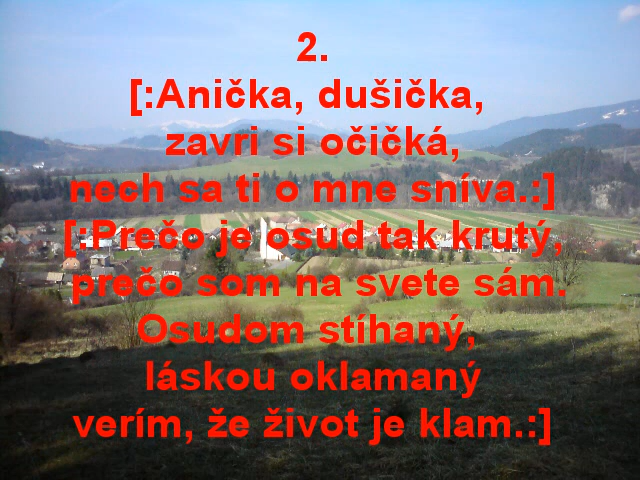 2.
[:Anička, dušička,
zavri si očičká,
nech sa ti o mne sníva.:]
[:Prečo je osud tak krutý,
prečo som na svete sám.
Osudom stíhaný,
láskou oklamaný
verím, že život je klam.:]